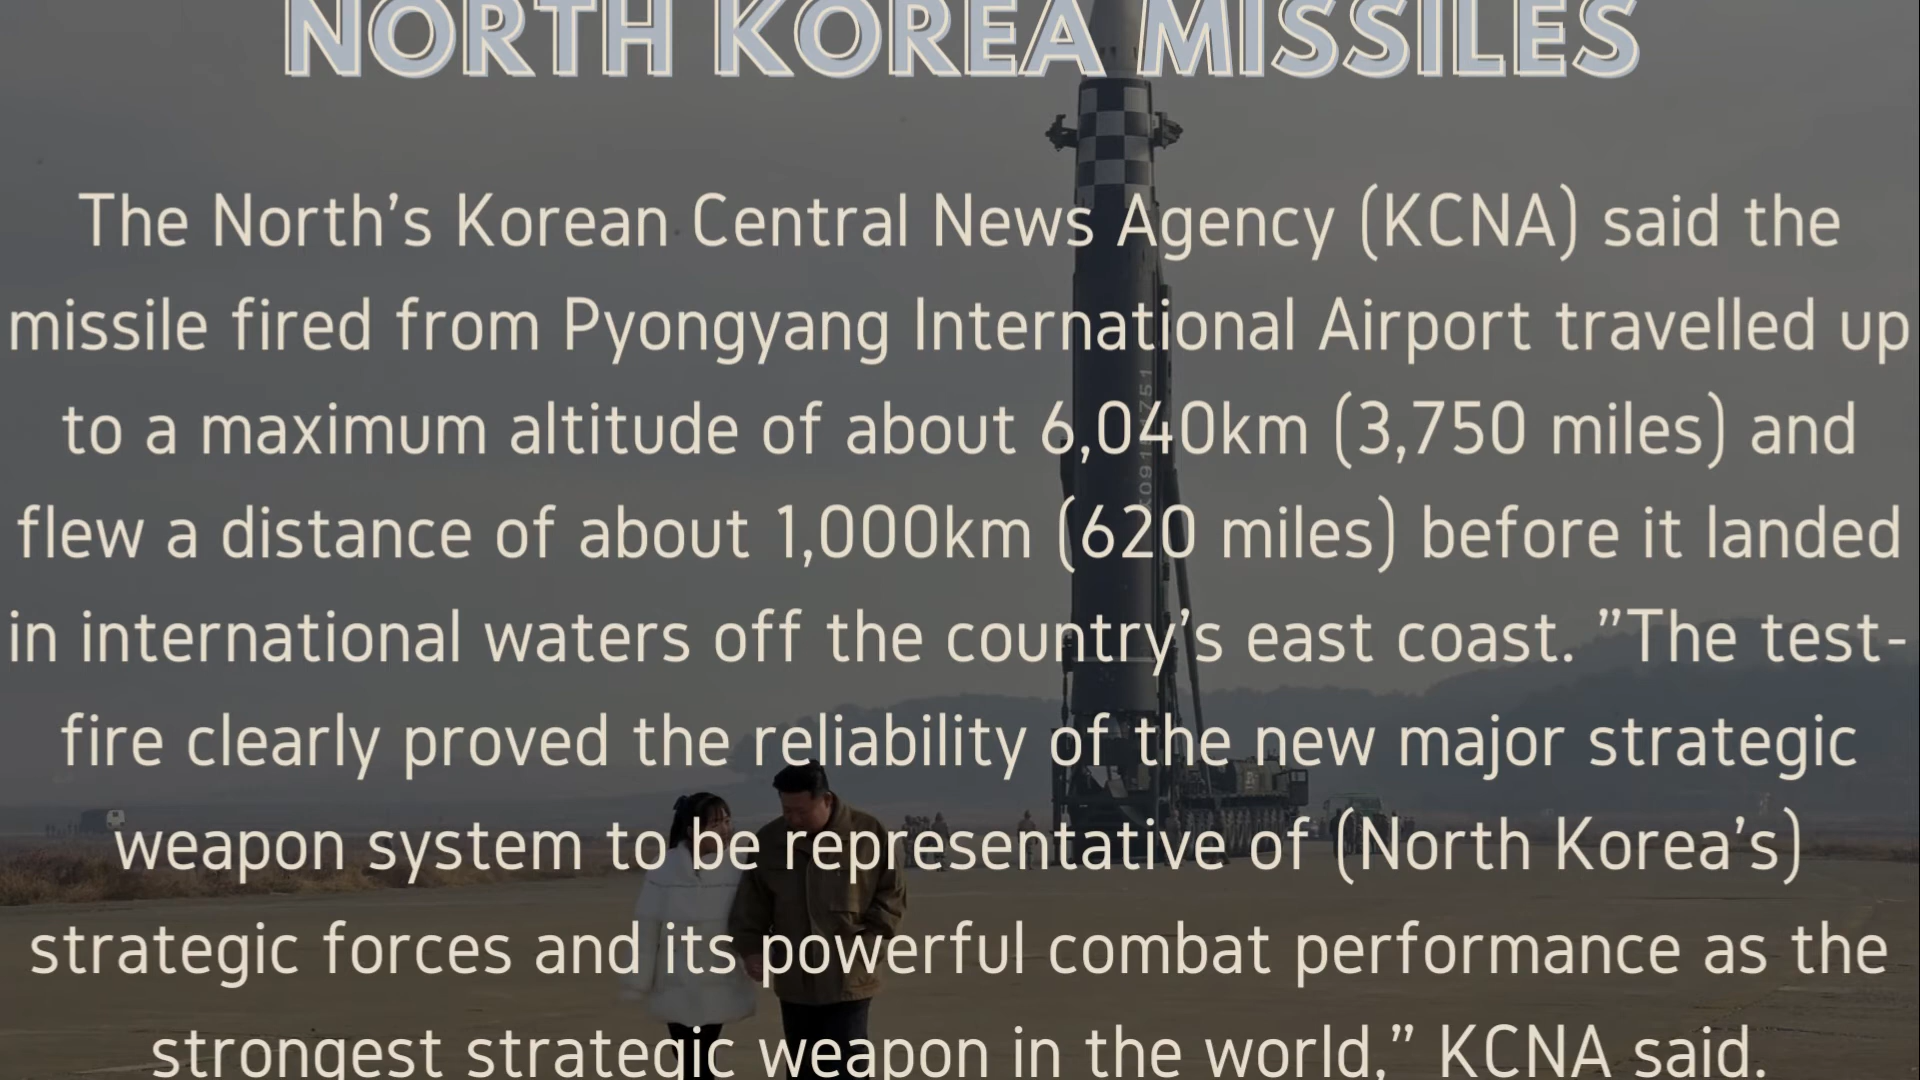 NORTH KOREA MISSILES
The North's Korean Central News Agency (KCNA) said the
missile fired from Pyongyang International Airport travelled up
to a maximum altitude of about 6,040km (3,750 miles) and
flew a distance of about 1,000km (620 miles) before it landed
in international waters off the country's east coast. ”The test-
fire clearly proved the reliability of the new major strategic
weapon system to be representative of (North Korea's)
strategic forces and its powerful combat performance as the
strongest strategic weapon in the world,” KCNA said.